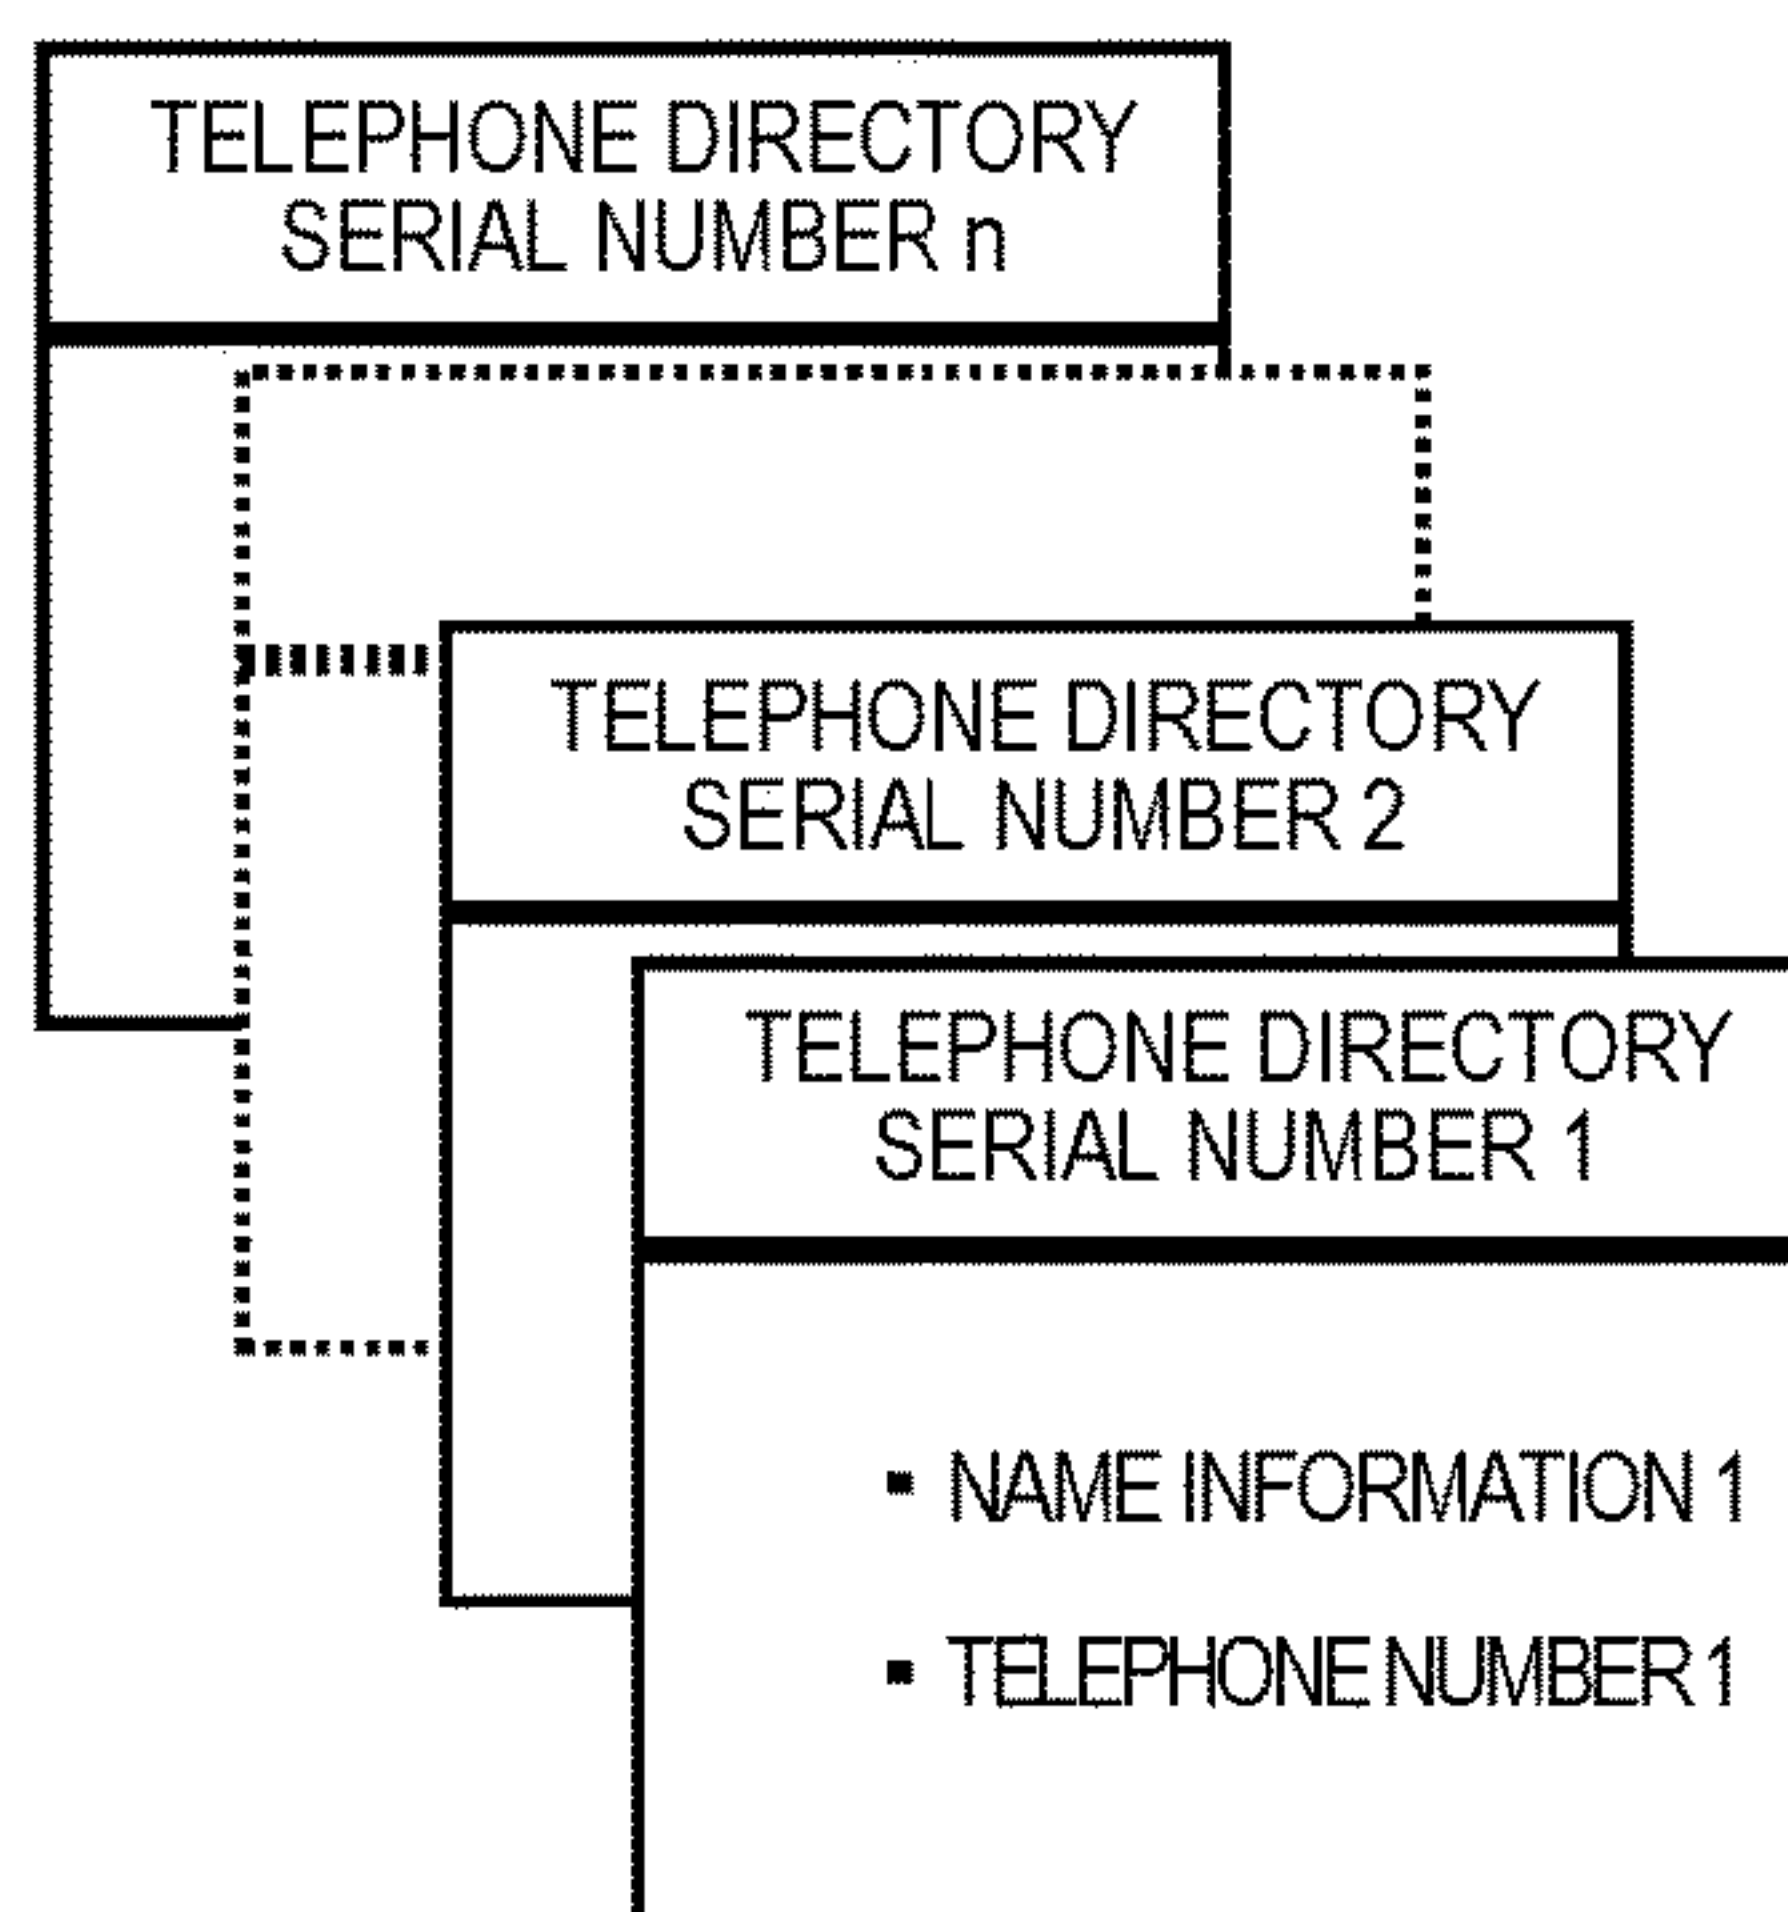 TELEPHONE DIRECTORY
SERIAL NUMBER n
TELEPHONE DIRECTORY
SERIAL NUMBER 2
TELEPHONE DIRECTORY
SERIAL NUMBER 1
▪ NAME INFORMATION 1
▪ TELEPHONE NUMBER 1